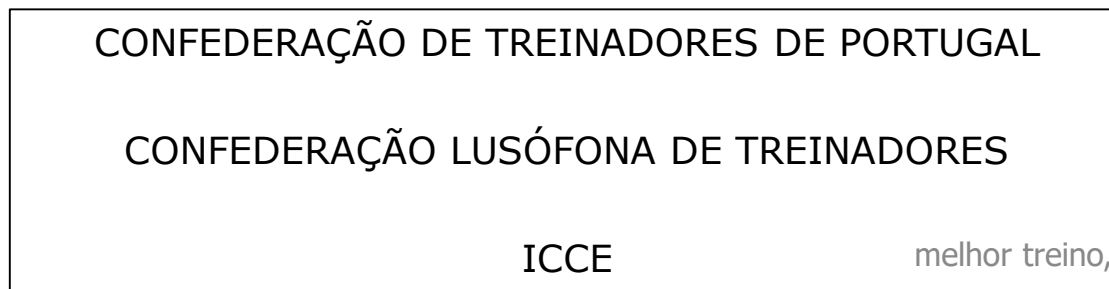 CONFEDERAÇÃO DE TREINADORES DE PORTUGAL
CONFEDERAÇÃO LUSÓFONA DE TREINADORES
ICCE
melhor treino,